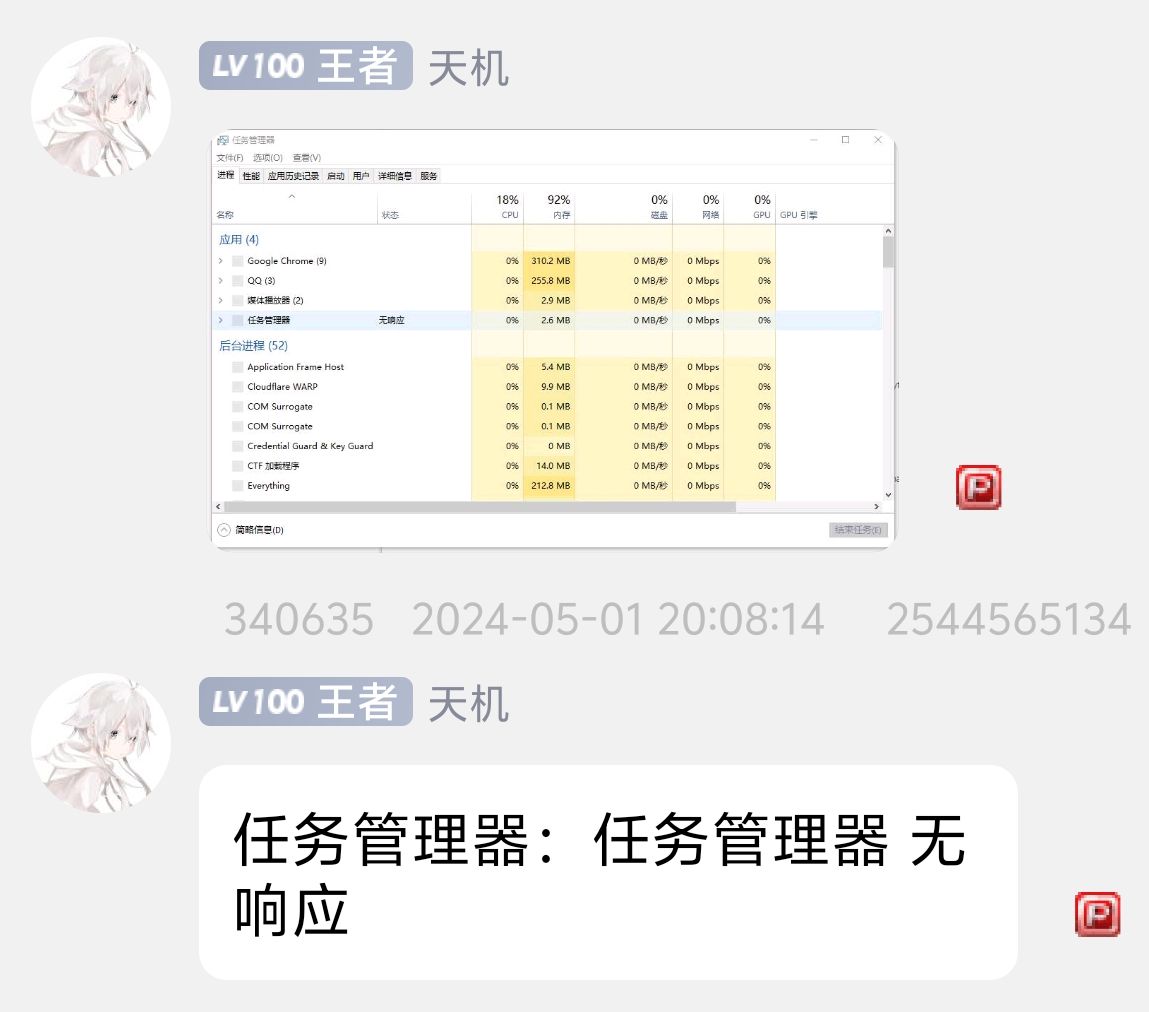 LV100 王者 天机
任务管理器
文件(F) 选项(O) 查看(V)
进程 性能 应用历史记录 启动 用户 详细信息 服务
18% 92% 0% 0% 0%
名称 状态 CPU 内存 磁盘 网络 GPU GPU 引擎
应用 (4)
Google Chrome (9) 0% 310.2 MB 0 MB/秒 0 Mbps 0%
QQ (3) 0% 255.8 MB 0 MB/秒 0 Mbps 0%
媒体播放器 (2) 0% 2.9 MB 0 MB/秒 0 Mbps 0%
任务管理器 无响应 0% 2.6 MB 0 MB/秒 0 Mbps 0%
后台进程 (52)
Application Frame Host 0% 5.4 MB 0 MB/秒 0 Mbps 0%
Cloudflare WARP 0% 9.9 MB 0 MB/秒 0 Mbps 0%
COM Surrogate 0% 0.1 MB 0 MB/秒 0 Mbps 0%
COM Surrogate 0% 0.1 MB 0 MB/秒 0 Mbps 0%
Credential Guard & Key Guard 0% 0 MB 0 MB/秒 0 Mbps 0%
CTF 加载程序 0% 14.0 MB 0 MB/秒 0 Mbps 0%
Everything 0% 212.8 MB 0 MB/秒 0 Mbps 0%
P
简略信息(D) 结束任务(E)
340635 2024-05-01 20:08:14 2544565134
LV100 王者 天机
任务管理器：任务管理器 无
响应
P